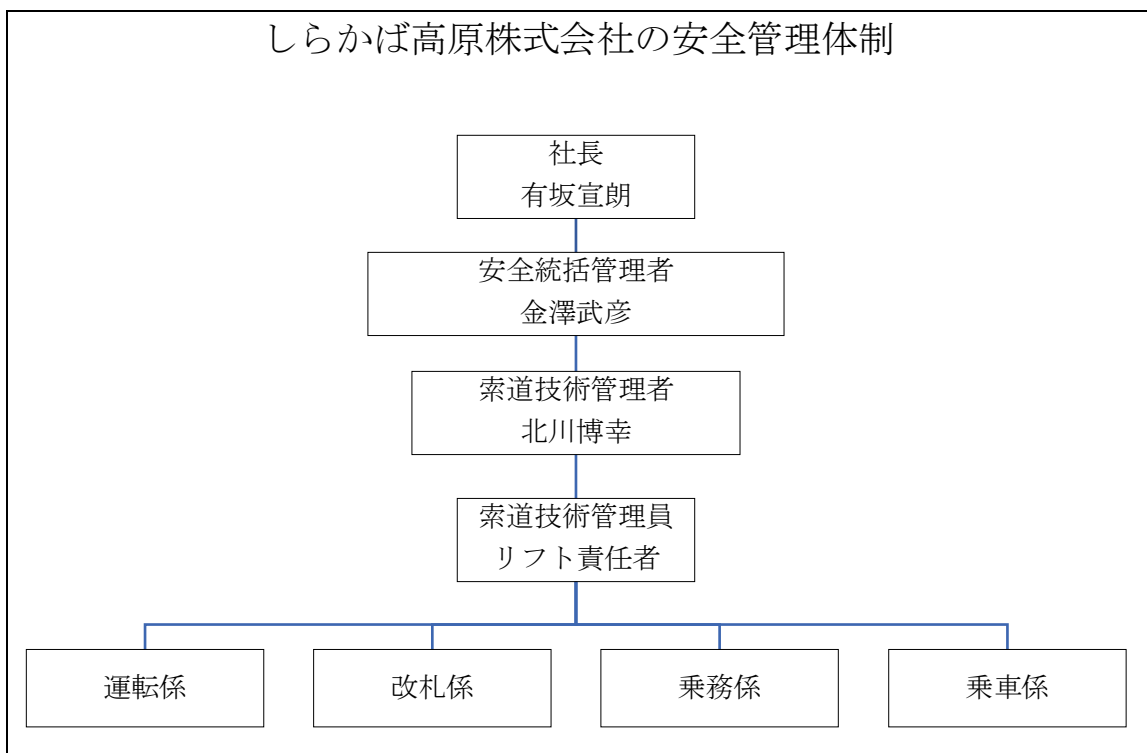 しらかば高原株式会社の安全管理体制
社長
有坂宣朗
安全統括管理者
金澤武彦
索道技術管理者
北川博幸
索道技術管理員
リフト責任者
運転係
改札係
乗務係
乗車係